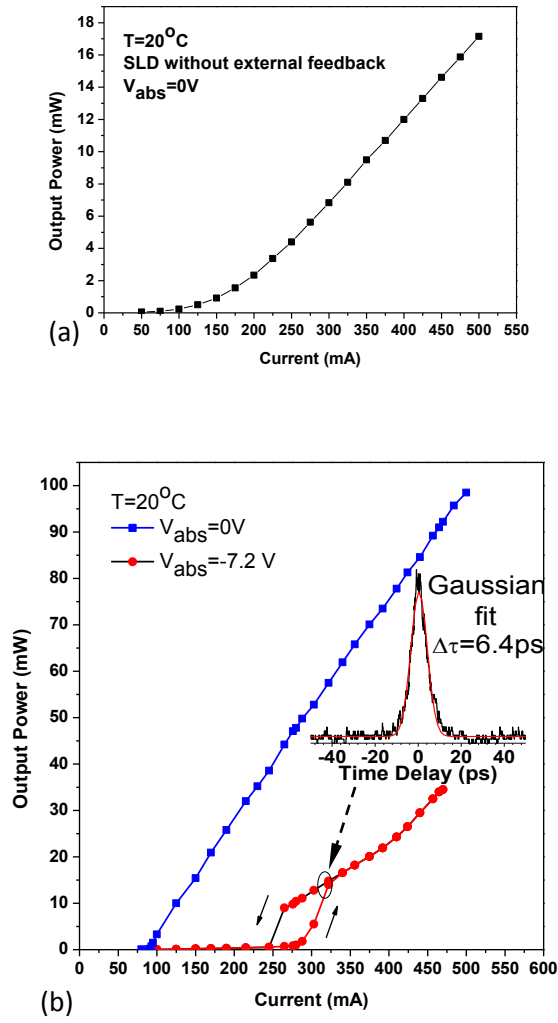 18
16
14
12
10
8
6
4
2
0
Output Power (mW)
T=20°C
SLD without external feedback
V_abs=0V
0 50 100 150 200 250 300 350 400 450 500 550
Current (mA)
(a)
100
90
80
70
60
50
40
30
20
10
0
Output Power (mW)
T=20°C
V_abs=0V
V_abs=-7.2 V
Gaussian
fit
Δτ=6.4ps
-40 -20 0 20 40
Time Delay (ps)
0 50 100 150 200 250 300 350 400 450 500 550 600
Current (mA)
(b)